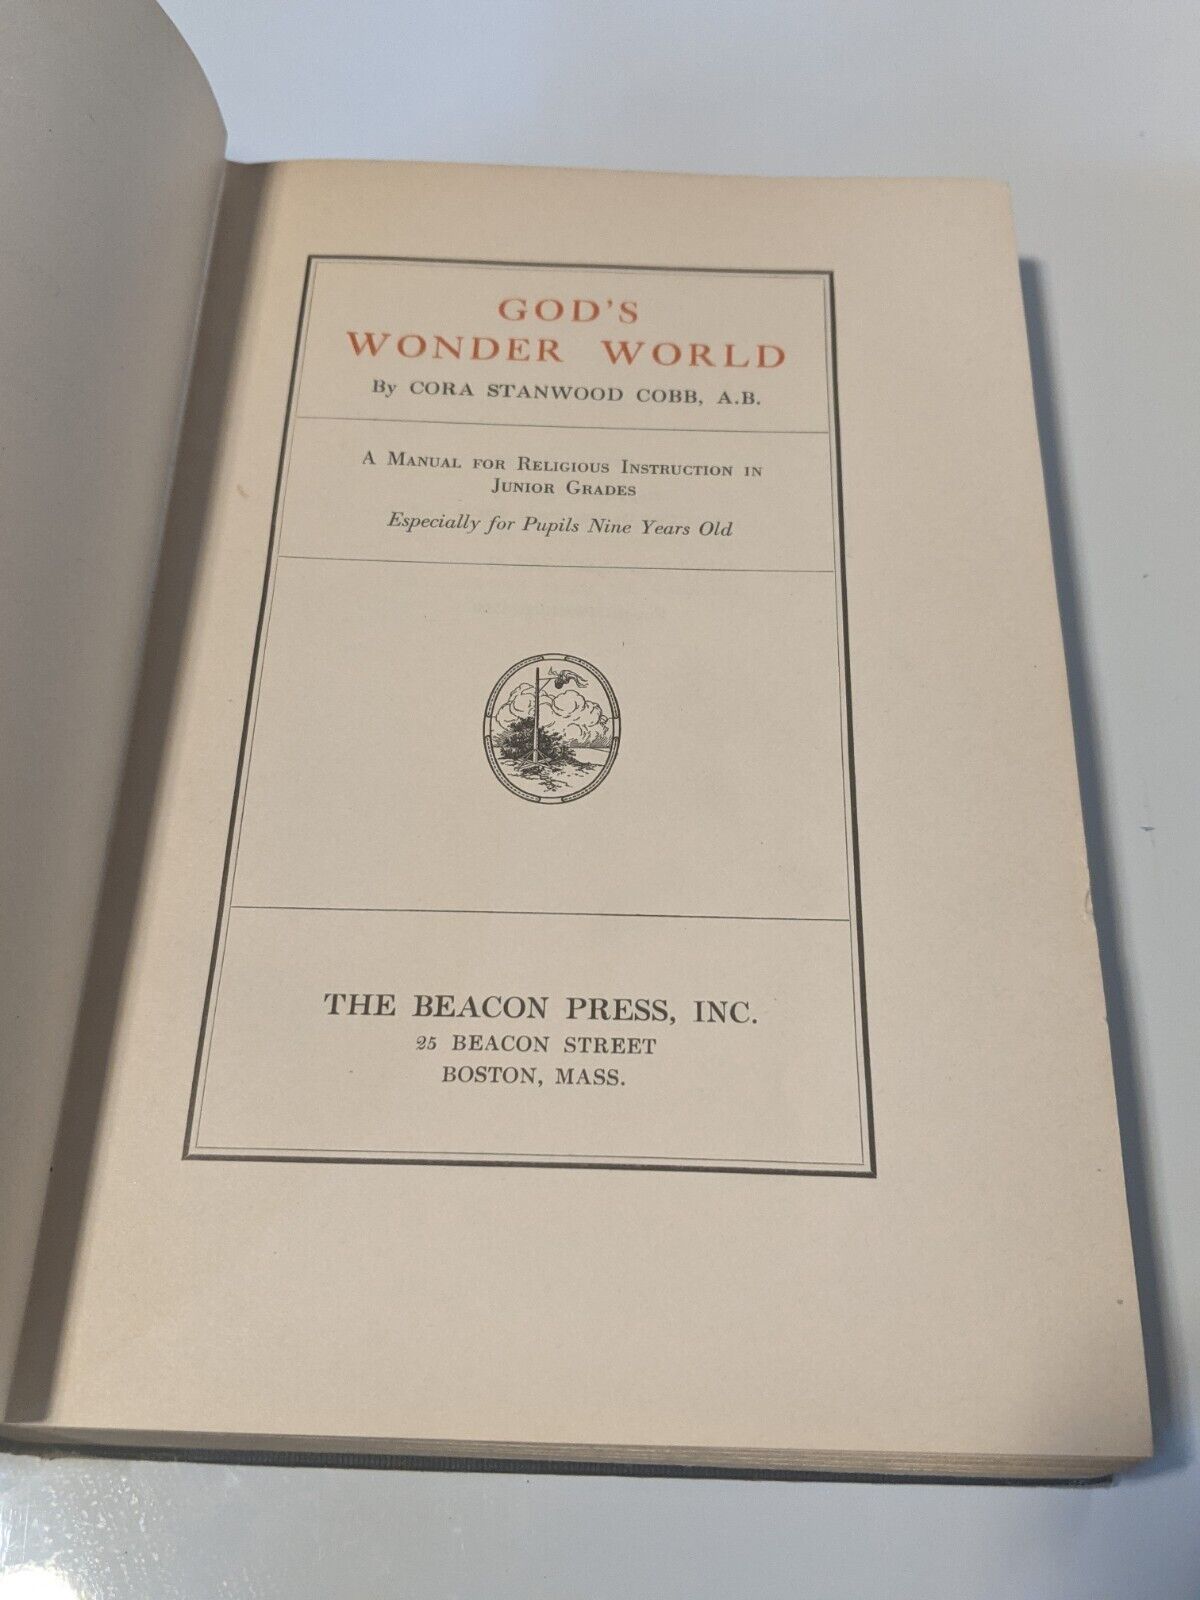 GOD'S
WONDER WORLD
By CORA STANWOOD COBB, A.B.
A MANUAL FOR RELIGIOUS INSTRUCTION IN
JUNIOR GRADES
Especially for Pupils Nine Years Old
THE BEACON PRESS, INC.
25 BEACON STREET
BOSTON, MASS.